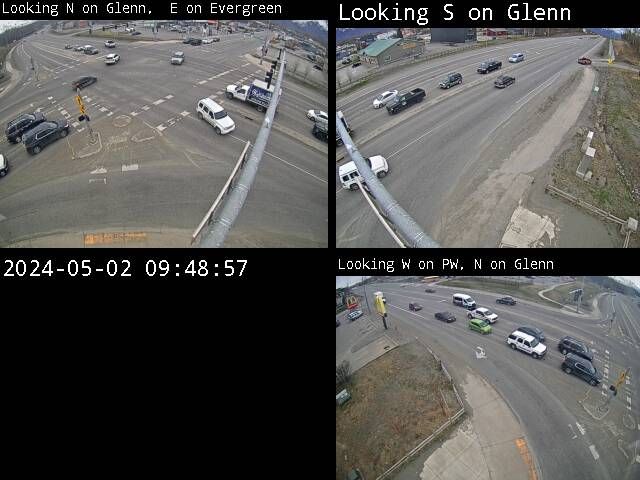 Looking N on Glenn,  E on Evergreen
Looking S on Glenn
2024-05-02 09:48:57
Looking W on PW, N on Glenn